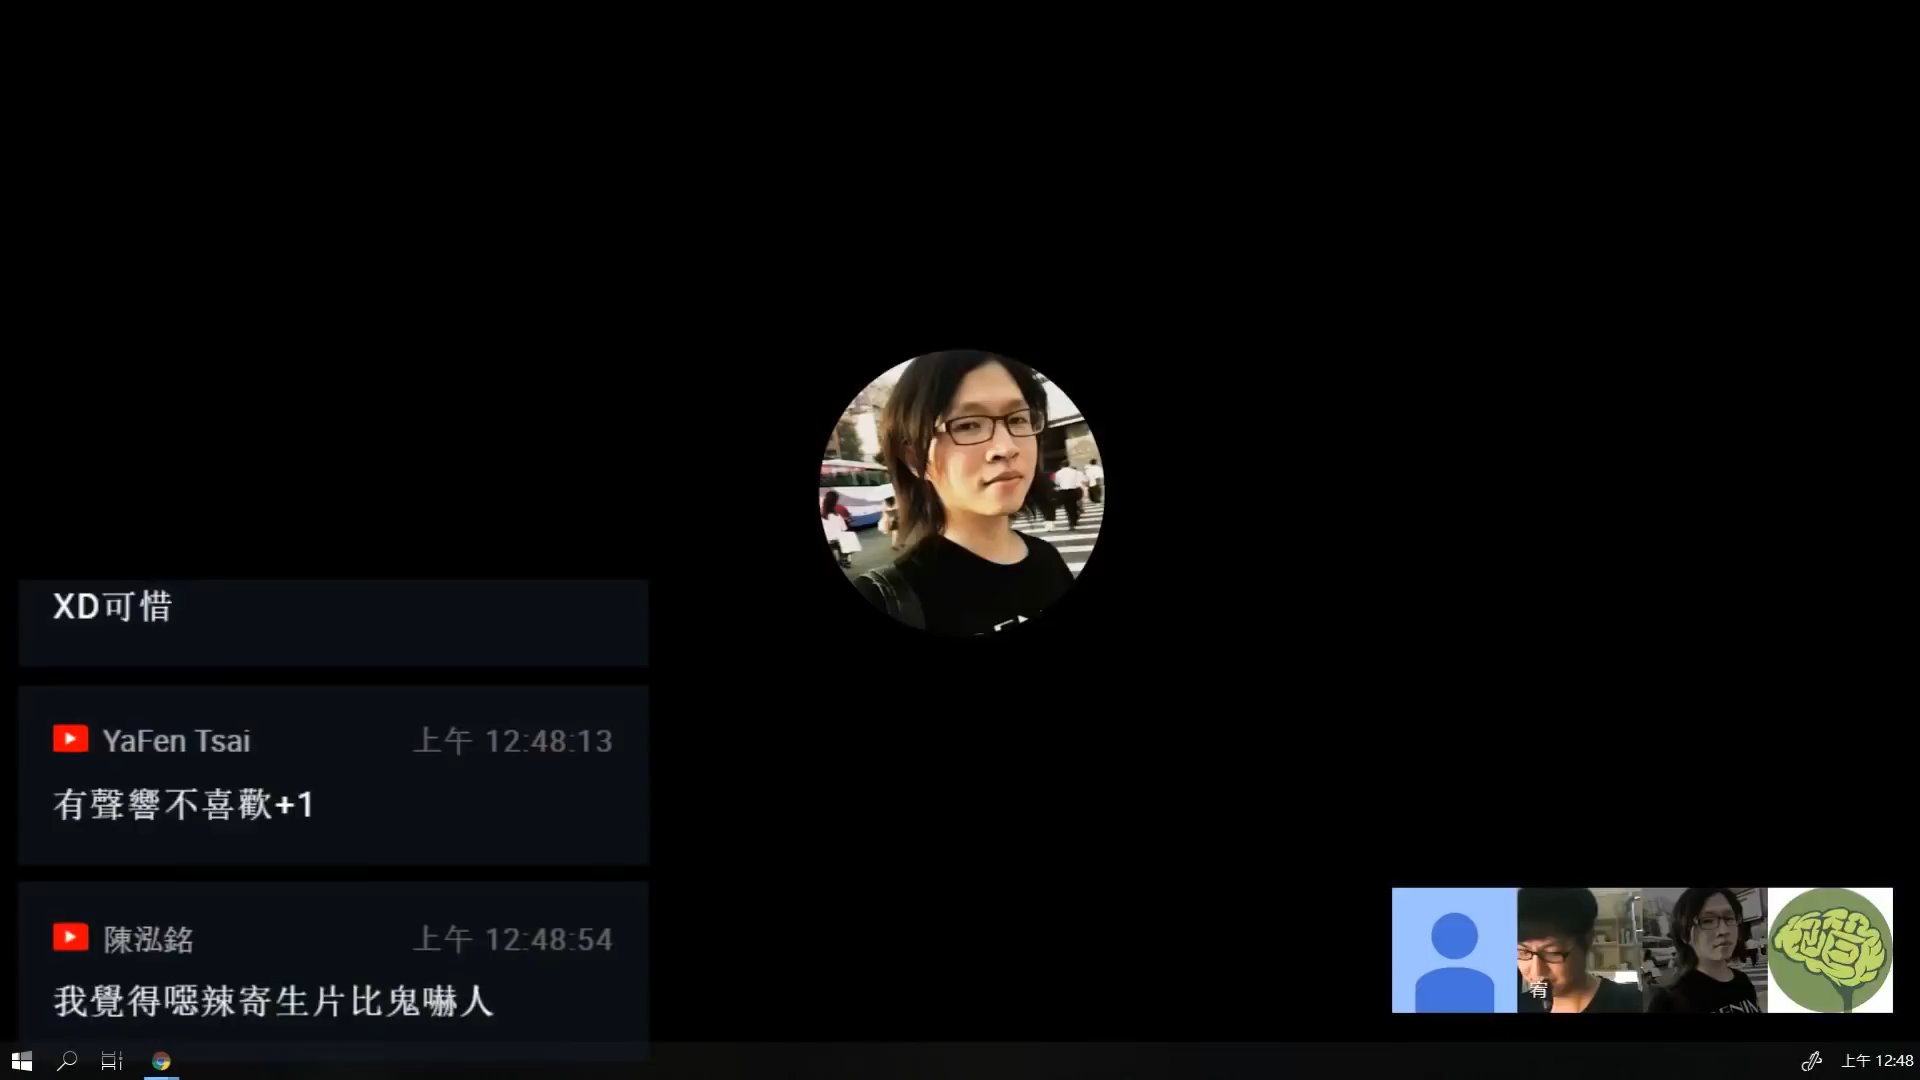 XD可惜
YaFen Tsai 上午 12:48:13
有聲響不喜歡+1
陳泓銘 上午 12:48:54
我覺得噁辣寄生片比鬼嚇人
宥
上午 12:48